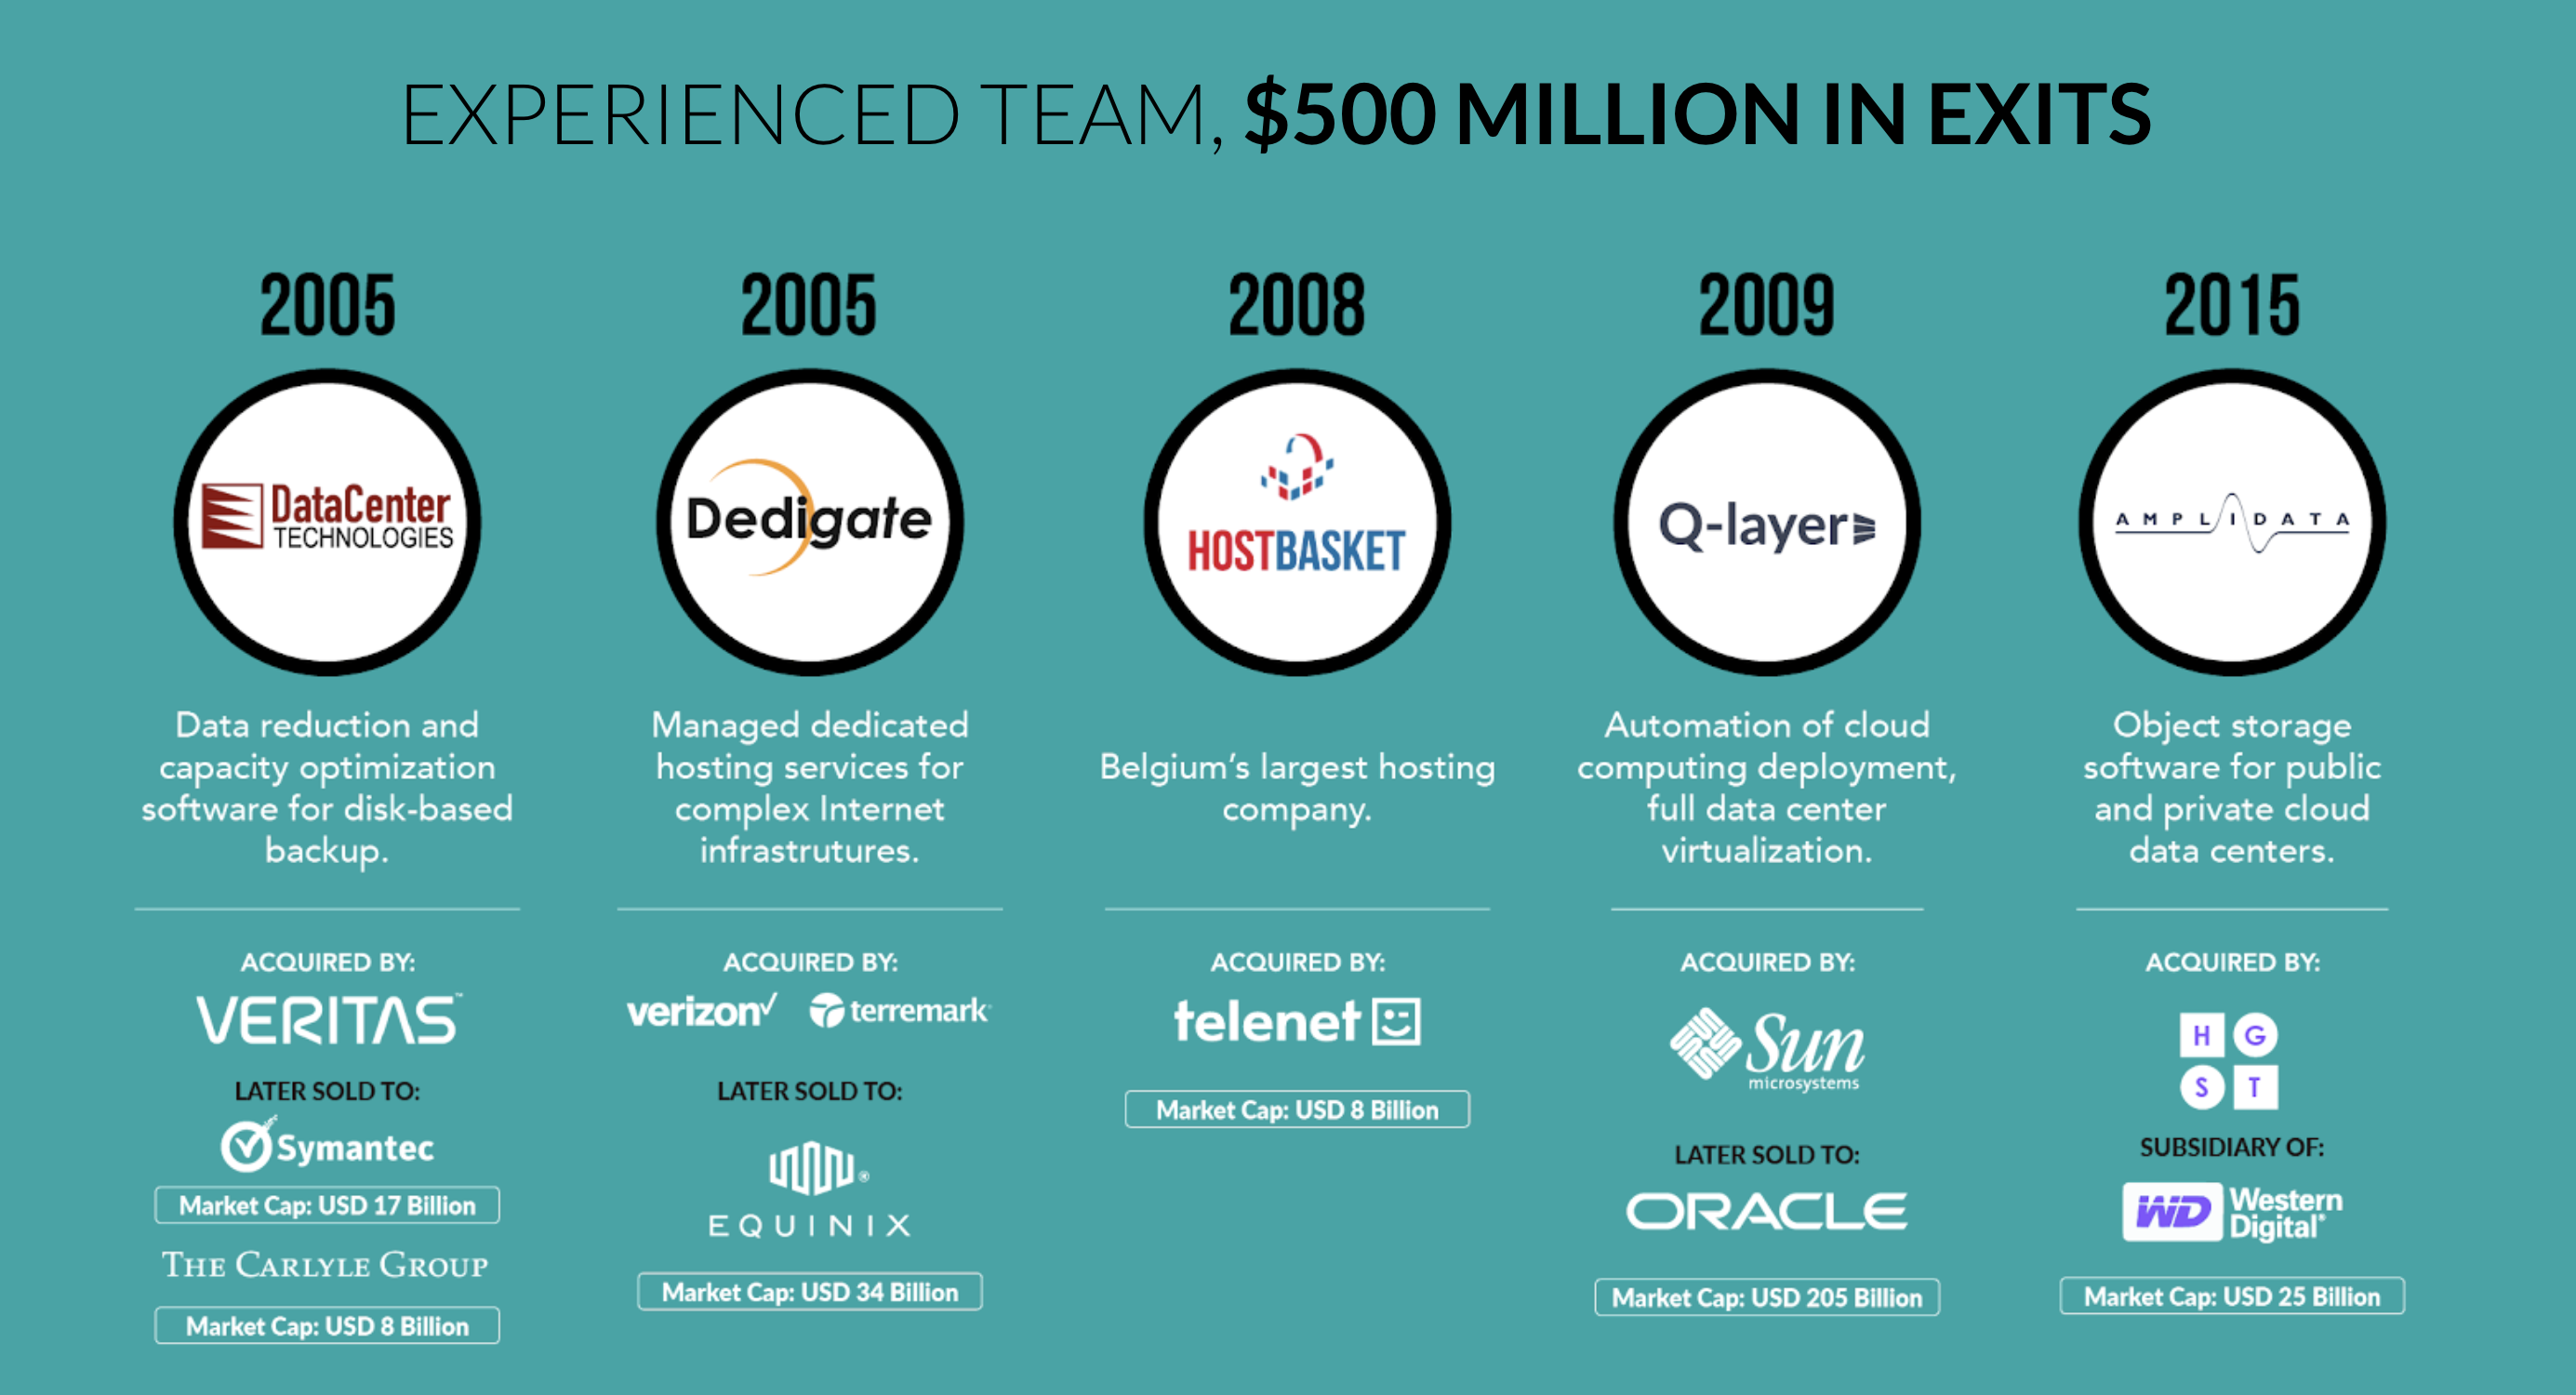 EXPERIENCED TEAM, $500 MILLION IN EXITS
2005
DataCenter
TECHNOLOGIES
Data reduction and
capacity optimization
software for disk-based
backup.
ACQUIRED BY:
VERITAS™
LATER SOLD TO:
Symantec
Market Cap: USD 17 Billion
THE CARLYLE GROUP
Market Cap: USD 8 Billion
2005
Dedigate
Managed dedicated
hosting services for
complex Internet
infrastrutures.
ACQUIRED BY:
verizon✓ terremark
LATER SOLD TO:
EQUINIX
Market Cap: USD 34 Billion
2008
HOSTBASKET
Belgium’s largest hosting
company.
ACQUIRED BY:
telenet
Market Cap: USD 8 Billion
2009
Q-layer
Automation of cloud
computing deployment,
full data center
virtualization.
ACQUIRED BY:
Sun
microsystems
LATER SOLD TO:
ORACLE
Market Cap: USD 205 Billion
2015
AMPLIDATA
Object storage
software for public
and private cloud
data centers.
ACQUIRED BY:
H G
S T
SUBSIDIARY OF:
WD Western
Digital®
Market Cap: USD 25 Billion